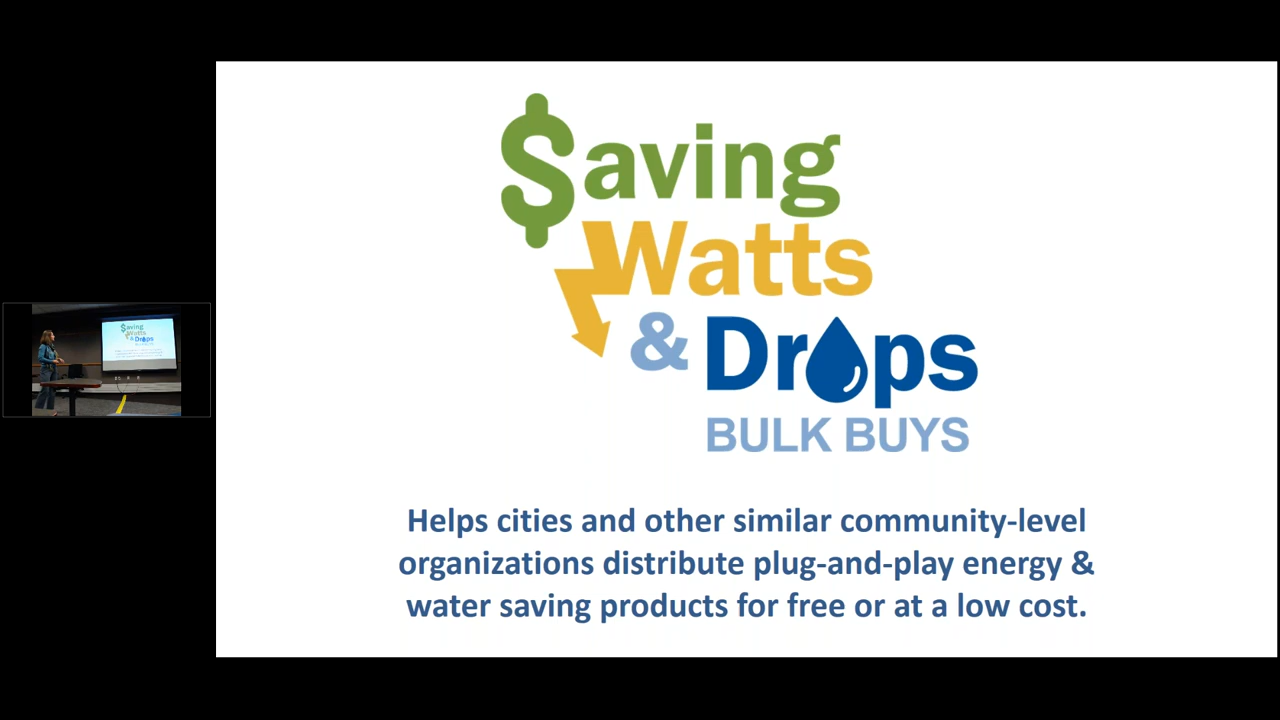 $aving
Watts
& Drops
BULK BUYS
Helps cities and other similar community-level
organizations distribute plug-and-play energy &
water saving products for free or at a low cost.